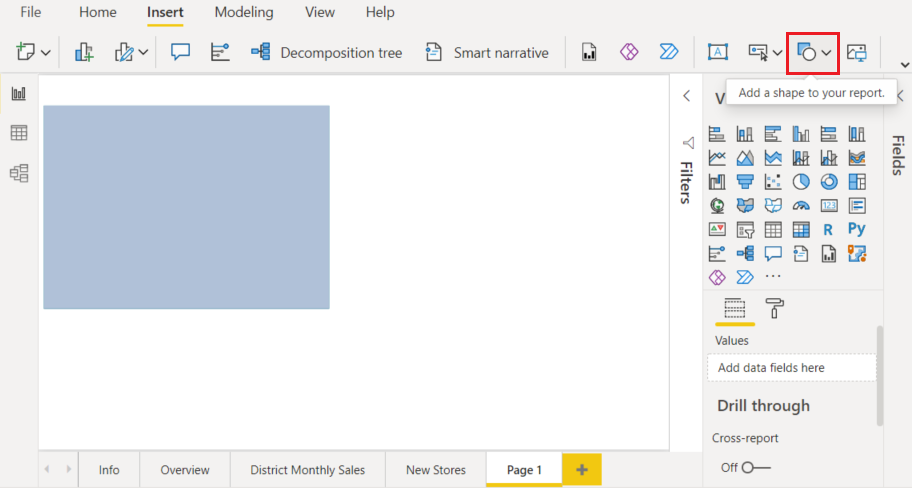 File Home Insert Modeling View Help
Decomposition tree Smart narrative A
Add a shape to your report.
V
Filters
Fields
123
R Py
...
Values
Add data fields here
Drill through
Cross-report
Off
Info Overview District Monthly Sales New Stores Page 1 +